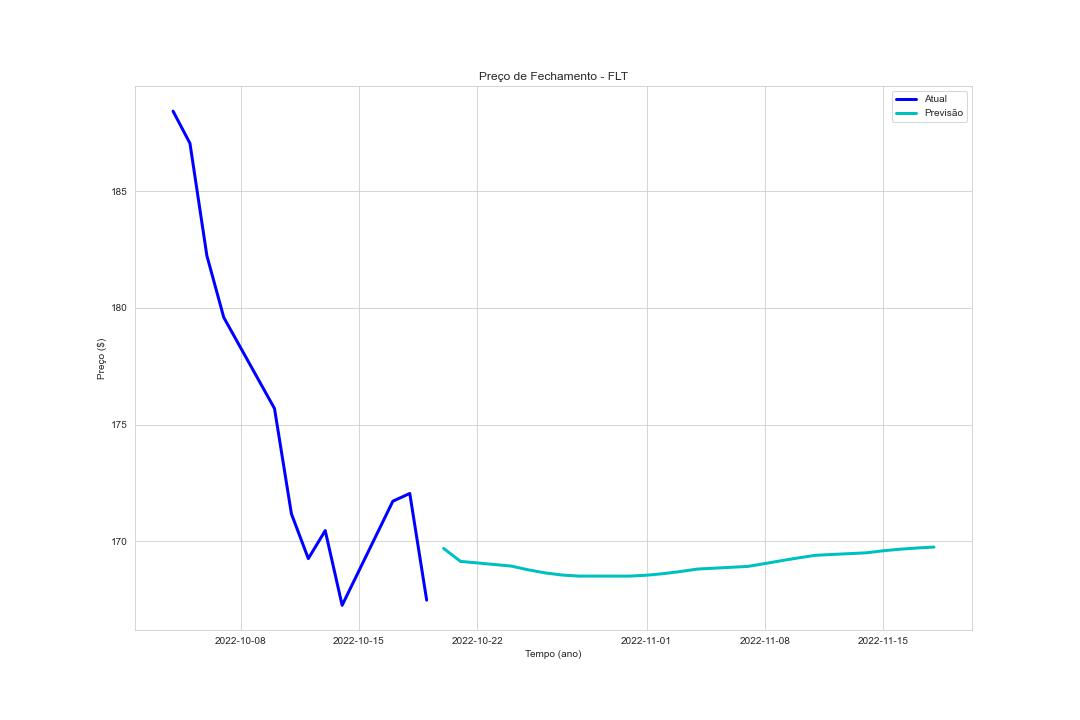 Preço de Fechamento - FLT
Atual
Previsão
185
180
175
170
Preço ($)
2022-10-08
2022-10-15
2022-10-22
2022-11-01
2022-11-08
2022-11-15
Tempo (ano)